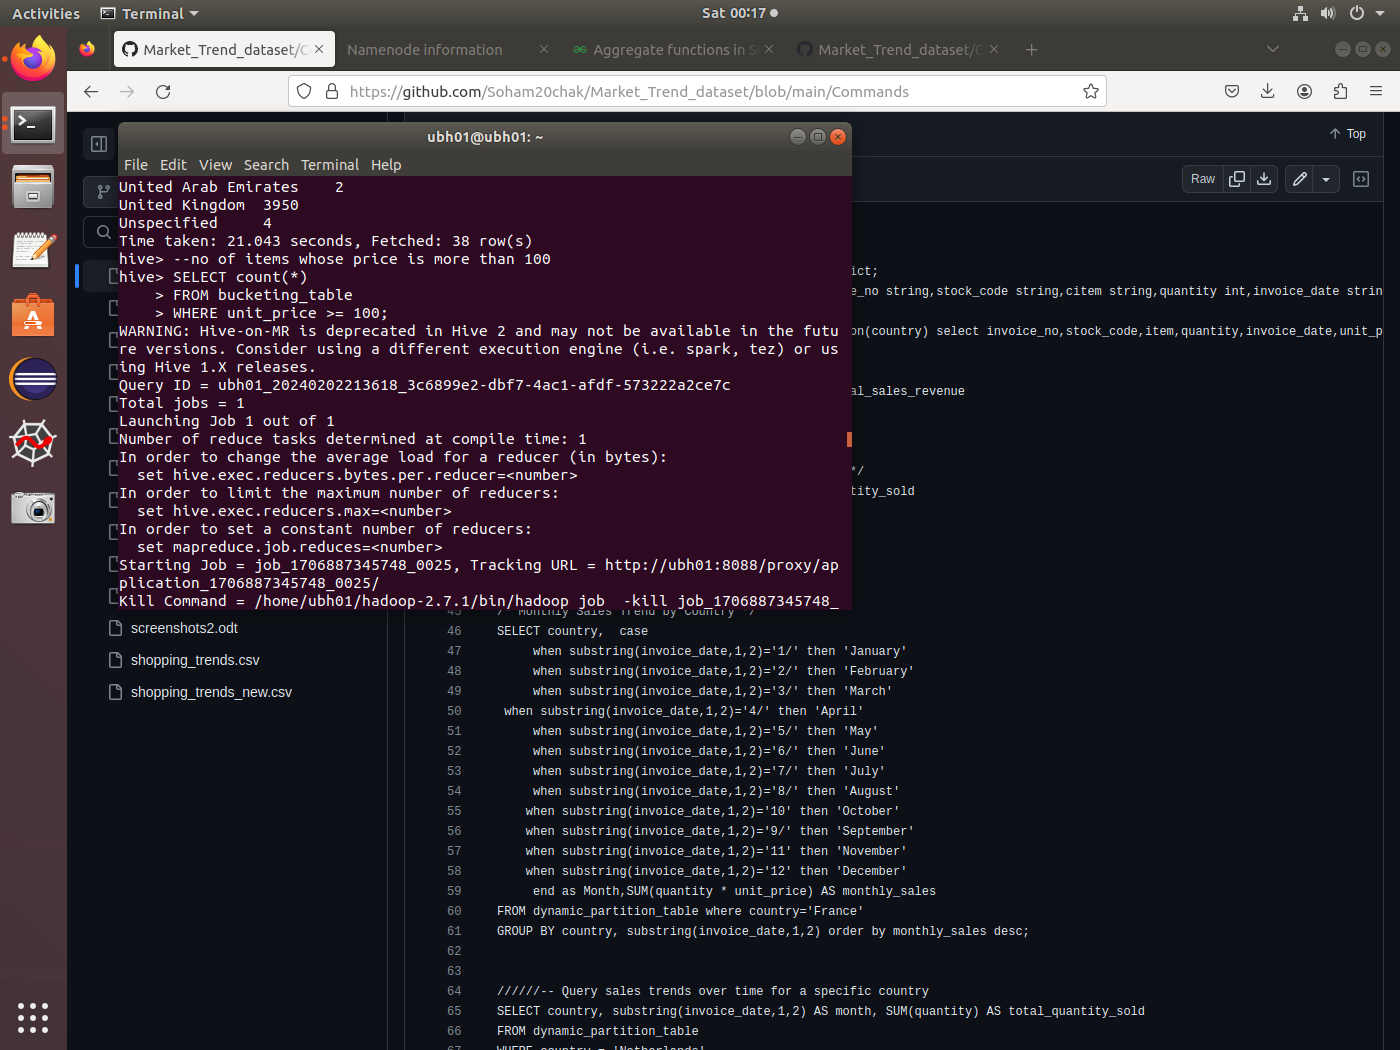 Activities
Terminal
Sat 00:17
Market_Trend_dataset/C
Namenode information
Aggregate functions in S
Market_Trend_dataset/C
https://github.com/Soham20chak/Market_Trend_dataset/blob/main/Commands
Top
Raw
ubh01@ubh01: ~
File Edit View Search Terminal Help
United Arab Emirates    2
United Kingdom  3950
Unspecified     4
Time taken: 21.043 seconds, Fetched: 38 row(s)
hive> --no of items whose price is more than 100
hive> SELECT count(*)
    > FROM bucketing_table
    > WHERE unit_price >= 100;
WARNING: Hive-on-MR is deprecated in Hive 2 and may not be available in the futu
re versions. Consider using a different execution engine (i.e. spark, tez) or us
ing Hive 1.X releases.
Query ID = ubh01_20240202213618_3c6899e2-dbf7-4ac1-afdf-573222a2ce7c
Total jobs = 1
Launching Job 1 out of 1
Number of reduce tasks determined at compile time: 1
In order to change the average load for a reducer (in bytes):
  set hive.exec.reducers.bytes.per.reducer=<number>
In order to limit the maximum number of reducers:
  set hive.exec.reducers.max=<number>
In order to set a constant number of reducers:
  set mapreduce.job.reduces=<number>
Starting Job = job_1706887345748_0025, Tracking URL = http://ubh01:8088/proxy/ap
plication_1706887345748_0025/
Kill Command = /home/ubh01/hadoop-2.7.1/bin/hadoop job  -kill job_1706887345748_
ict;
e_no string,stock_code string,citem string,quantity int,invoice_date strin
on(country) select invoice_no,stock_code,item,quantity,invoice_date,unit_p
al_sales_revenue
*/
tity_sold
screenshots2.odt
shopping_trends.csv
shopping_trends_new.csv
45 /* Monthly Sales Trend by Country */
46 SELECT country,  case
47 when substring(invoice_date,1,2)='1/' then 'January'
48 when substring(invoice_date,1,2)='2/' then 'February'
49 when substring(invoice_date,1,2)='3/' then 'March'
50 when substring(invoice_date,1,2)='4/' then 'April'
51 when substring(invoice_date,1,2)='5/' then 'May'
52 when substring(invoice_date,1,2)='6/' then 'June'
53 when substring(invoice_date,1,2)='7/' then 'July'
54 when substring(invoice_date,1,2)='8/' then 'August'
55 when substring(invoice_date,1,2)='10' then 'October'
56 when substring(invoice_date,1,2)='9/' then 'September'
57 when substring(invoice_date,1,2)='11' then 'November'
58 when substring(invoice_date,1,2)='12' then 'December'
59 end as Month,SUM(quantity * unit_price) AS monthly_sales
60 FROM dynamic_partition_table where country='France'
61 GROUP BY country, substring(invoice_date,1,2) order by monthly_sales desc;
62
63
64 //////-- Query sales trends over time for a specific country
65 SELECT country, substring(invoice_date,1,2) AS month, SUM(quantity) AS total_quantity_sold
66 FROM dynamic_partition_table
67 WHERE country = 'Netherlands'